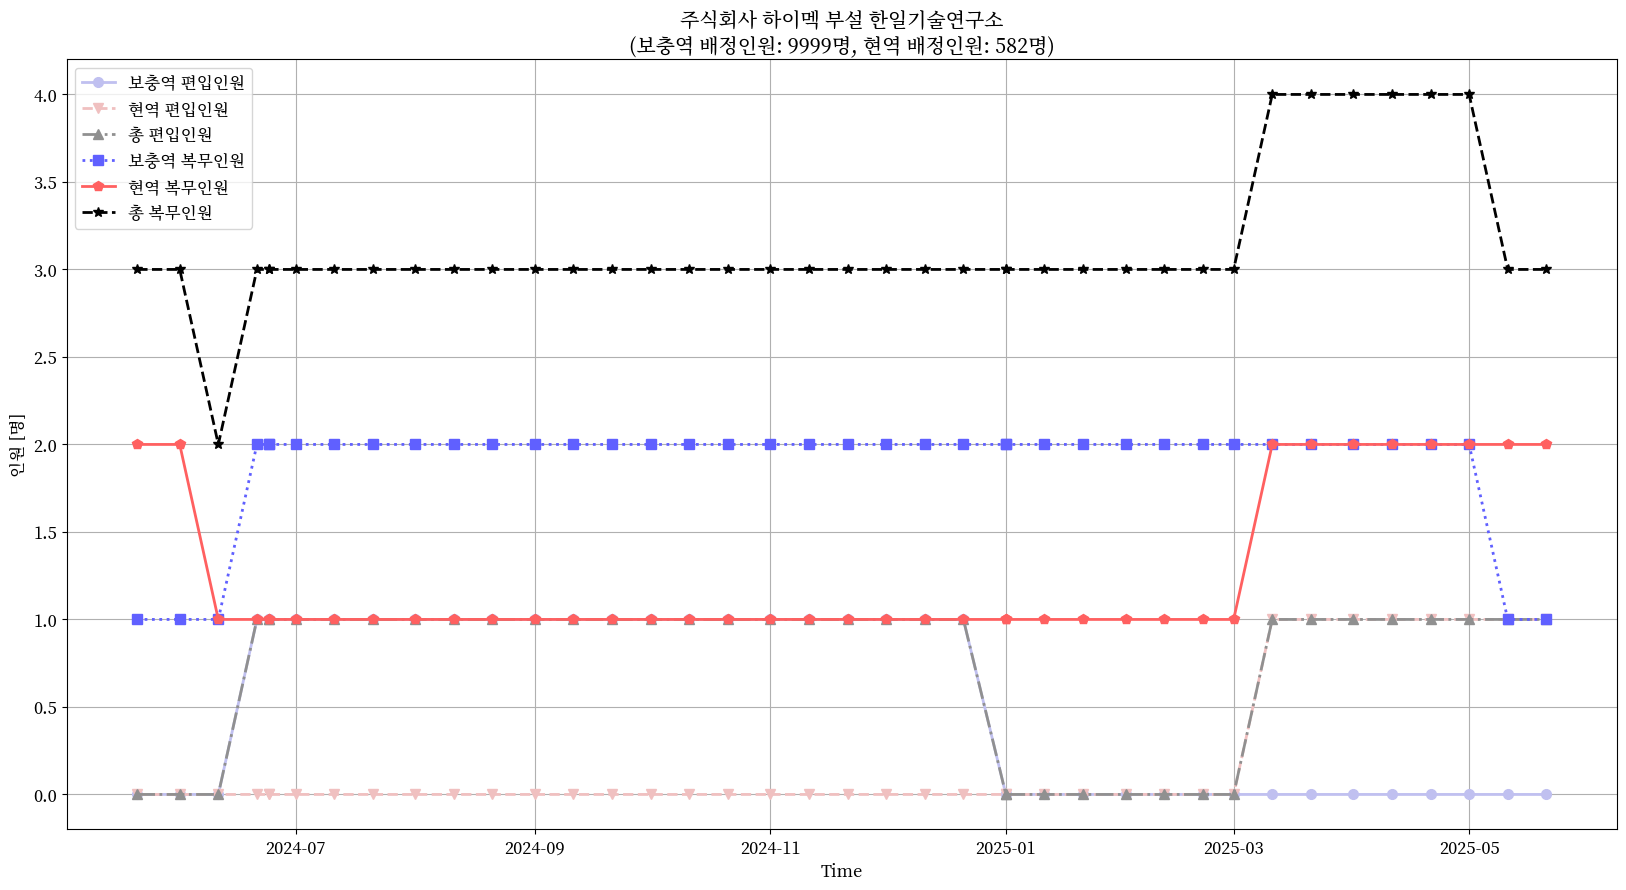 주식회사 하이멕 부설 한일기술연구소
(보충역 배정인원: 9999명, 현역 배정인원: 582명)
보충역 편입인원
현역 편입인원
총 편입인원
보충역 복무인원
현역 복무인원
총 복무인원
4.0
3.5
3.0
2.5
2.0
1.5
1.0
0.5
0.0
인원 [명]
2024-07
2024-09
2024-11
2025-01
2025-03
2025-05
Time